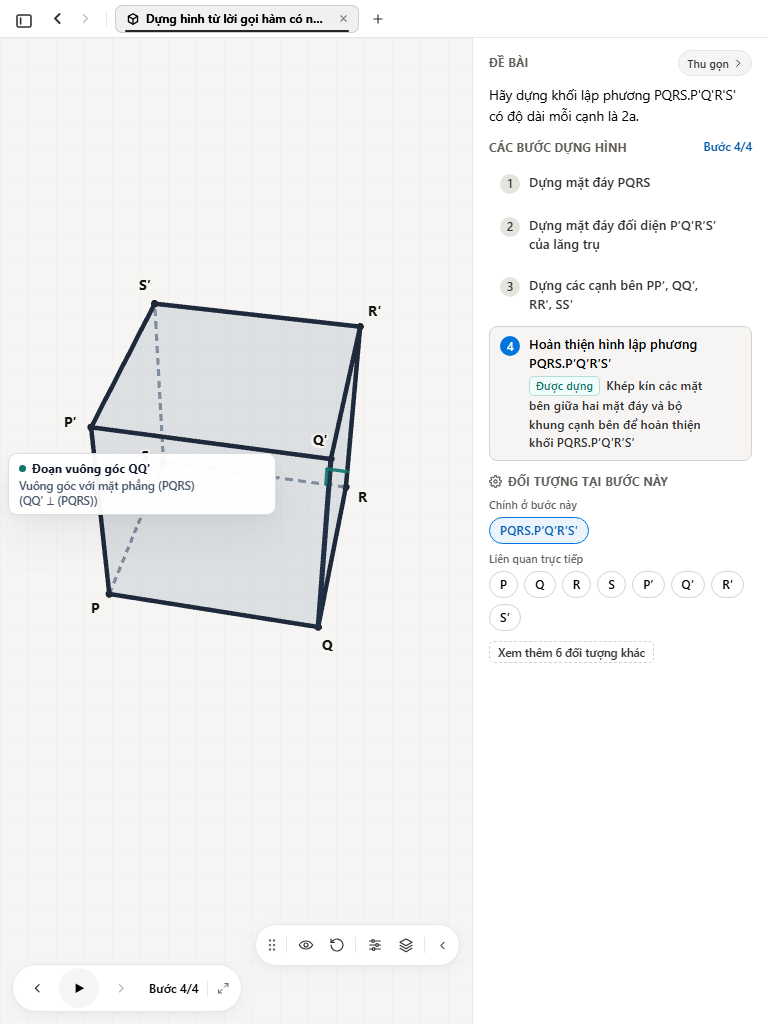 Dựng hình từ lời gọi hàm có n...
ĐỀ BÀI
Thu gọn
Hãy dựng khối lập phương PQRS.P'Q'R'S'
có độ dài mỗi cạnh là 2a.
CÁC BƯỚC DỰNG HÌNH
Bước 4/4
1 Dựng mặt đáy PQRS
2 Dựng mặt đáy đối diện P′Q′R′S′
của lăng trụ
3 Dựng các cạnh bên PP′, QQ′,
RR′, SS′
4 Hoàn thiện hình lập phương
PQRS.P′Q′R′S′
Được dựng Khép kín các mặt
bên giữa hai mặt đáy và bộ
khung cạnh bên để hoàn thiện
khối PQRS.P′Q′R′S′
ĐỐI TƯỢNG TẠI BƯỚC NÀY
Chính ở bước này
PQRS.P′Q′R′S′
Liên quan trực tiếp
P Q R S P′ Q′ R′
S′
Xem thêm 6 đối tượng khác
S′
R′
P′
Q′
Đoạn vuông góc QQ′
Vuông góc với mặt phẳng (PQRS)
(QQ′ ⟂ (PQRS))
R
P
Q
Bước 4/4